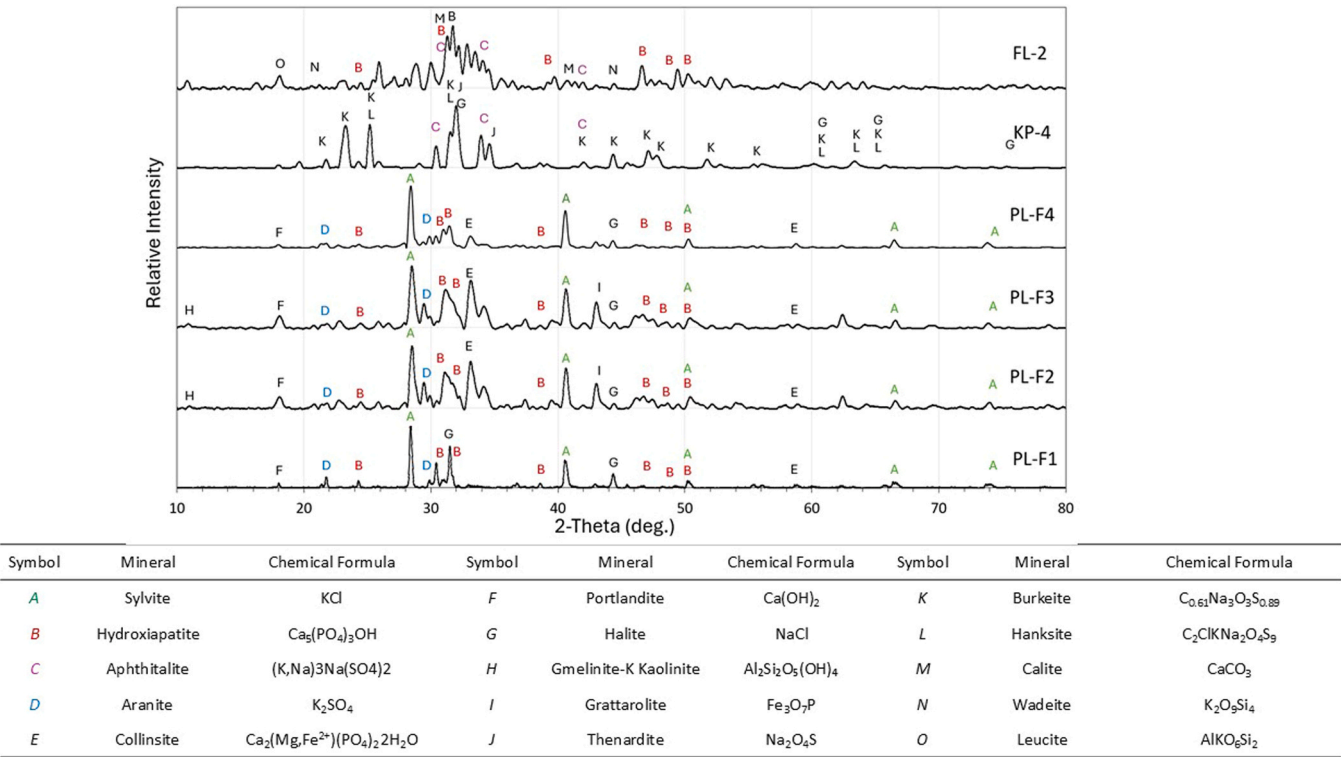 M B
B
C C
O N B B M C N B B B
FL-2
K J
K L G
L C
K K C J C K K K K K K G K L K L G K L G
KP-4
A
F D B D B B E B A G B B A B E A A
PL-F4
A
H F D B D B B E B A I G B B A B E A A
PL-F3
A
H F D B D B B E B A I G B B A B E A A
PL-F2
A
F D B D B G B B A G B B A B E A A
PL-F1
Relative Intensity
10 20 30 40 50 60 70 80
2-Theta (deg.)
Symbol Mineral Chemical Formula Symbol Mineral Chemical Formula Symbol Mineral Chemical Formula
A Sylvite KCl F Portlandite Ca(OH)₂ K Burkeite C₀.₆₁Na₃O₃S₀.₈₉
B Hydroxiapatite Ca₅(PO₄)₃OH G Halite NaCl L Hanksite C₂ClKNa₂O₄S₉
C Aphthitalite (K,Na)3Na(SO4)2 H Gmelinite-K Kaolinite Al₂Si₂O₅(OH)₄ M Calite CaCO₃
D Aranite K₂SO₄ I Grattarolite Fe₃O₇P N Wadeite K₂O₉Si₄
E Collinsite Ca₂(Mg,Fe²⁺)(PO₄)₂2H₂O J Thenardite Na₂O₄S O Leucite AlKO₆Si₂